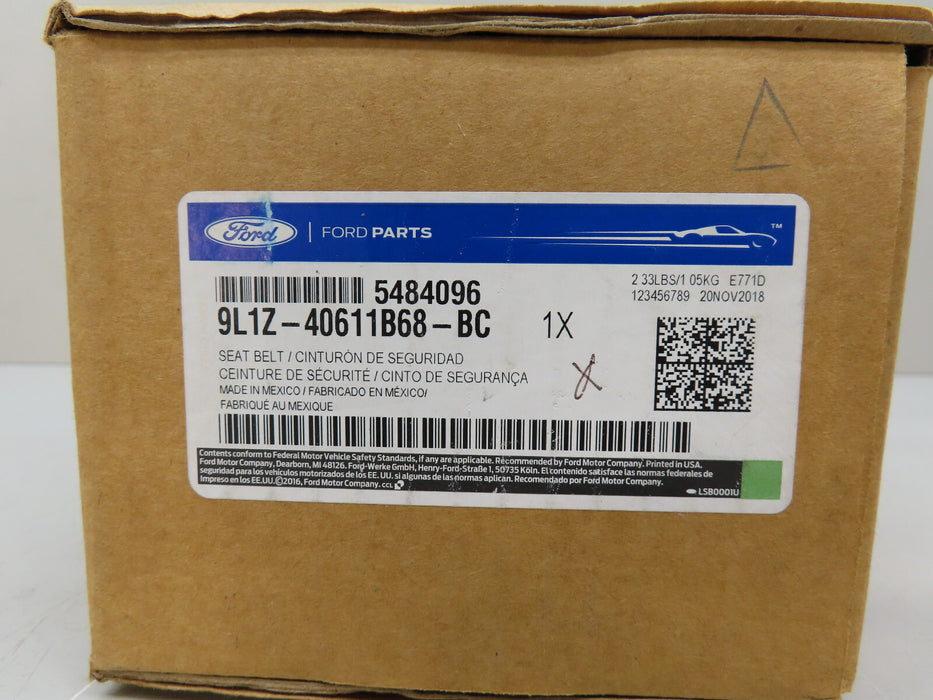 Ford | FORD PARTS ™
5484096
2 33LBS/1 05KG E771D
123456789 20NOV2018
9L1Z-40611B68-BC 1X
SEAT BELT / CINTURÓN DE SEGURIDAD
CEINTURE DE SÉCURITÉ / CINTO DE SEGURANÇA
MADE IN MEXICO / FABRICADO EN MÉXICO/
FABRIQUÉ AU MEXIQUE
Contents conform to Federal Motor Vehicle Safety Standards, if any are applicable. Recommended by Ford Motor Company. Printed in USA.
Ford Motor Company, Dearborn, MI 48126. Ford-Werke GmbH, Henry-Ford-Straße 1, 50735 Köln. El contenido satisface las normas federales de
seguridad para los vehículos motorizados de los EE. UU. si algunas de las normas aplican. Recomendado por Ford Motor Company.
Impreso en los EE.UU.©2016, Ford Motor Company. CCL
LSB0001U